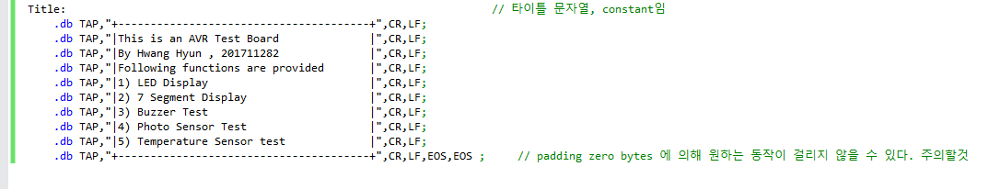 Title: // 타이틀 문자열, constant임
.db TAP,"+---------------------------------------+",CR,LF;
.db TAP,"|This is an AVR Test Board              |",CR,LF;
.db TAP,"|By Hwang Hyun , 201711282              |",CR,LF;
.db TAP,"|Following functions are provided       |",CR,LF;
.db TAP,"|1) LED Display                         |",CR,LF;
.db TAP,"|2) 7 Segment Display                   |",CR,LF;
.db TAP,"|3) Buzzer Test                         |",CR,LF;
.db TAP,"|4) Photo Sensor Test                   |",CR,LF;
.db TAP,"|5) Temperature Sensor test             |",CR,LF;
.db TAP,"+---------------------------------------+",CR,LF,EOS,EOS ; // padding zero bytes 에 의해 원하는 동작이 걸리지 않을 수 있다. 주의할것